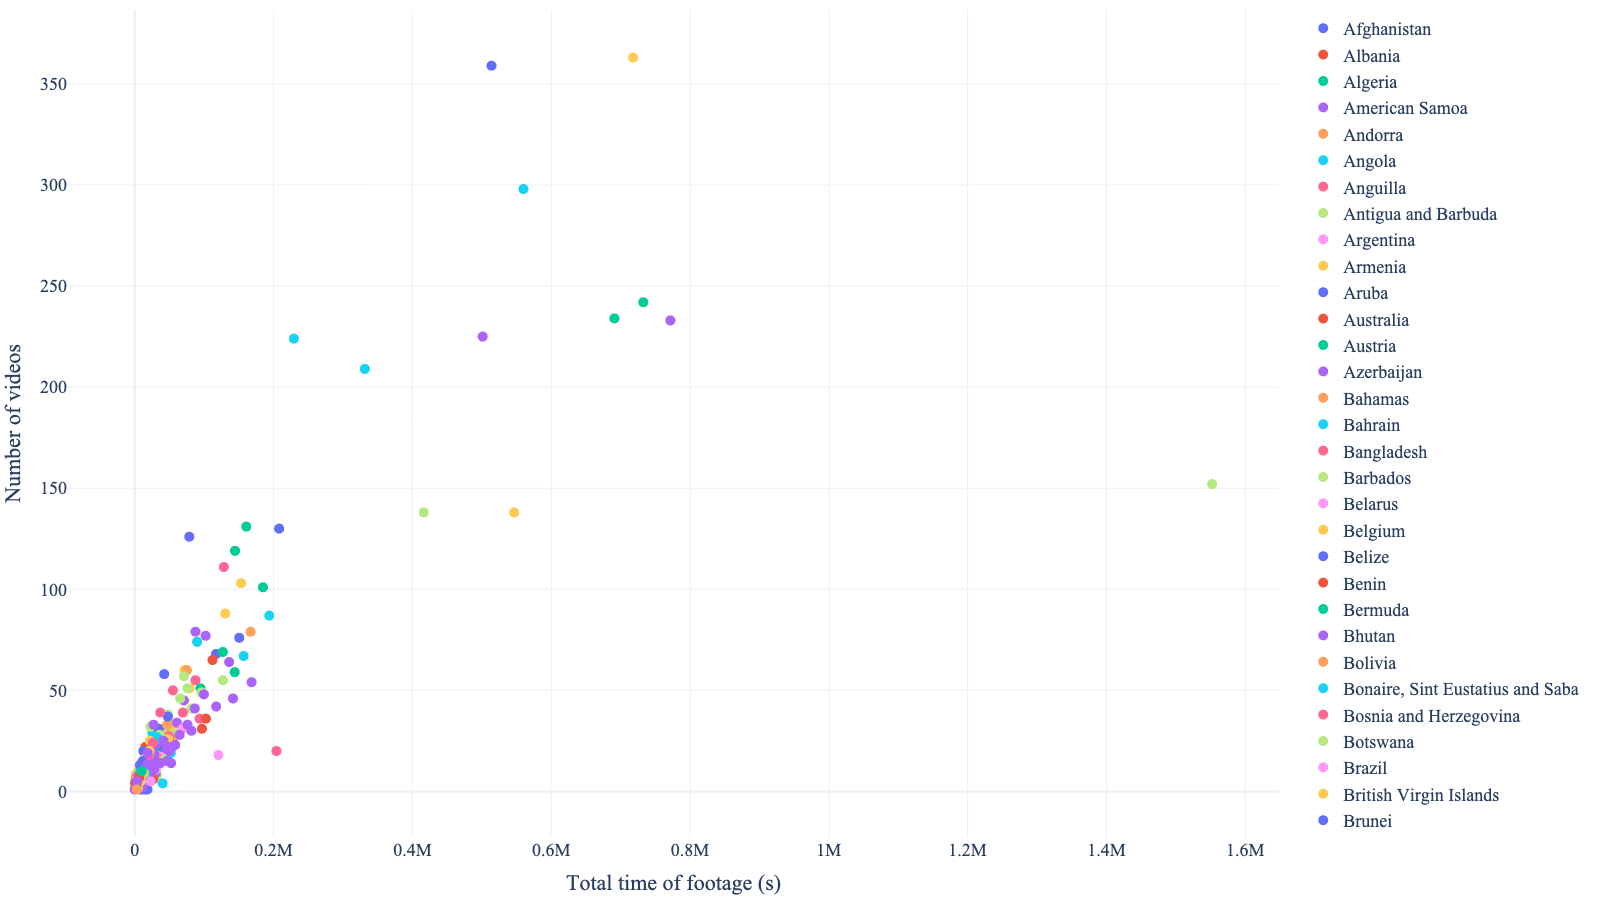 Number of videos
350
300
250
200
150
100
50
0
0
0.2M
0.4M
0.6M
0.8M
1M
1.2M
1.4M
1.6M
Total time of footage (s)
Afghanistan
Albania
Algeria
American Samoa
Andorra
Angola
Anguilla
Antigua and Barbuda
Argentina
Armenia
Aruba
Australia
Austria
Azerbaijan
Bahamas
Bahrain
Bangladesh
Barbados
Belarus
Belgium
Belize
Benin
Bermuda
Bhutan
Bolivia
Bonaire, Sint Eustatius and Saba
Bosnia and Herzegovina
Botswana
Brazil
British Virgin Islands
Brunei